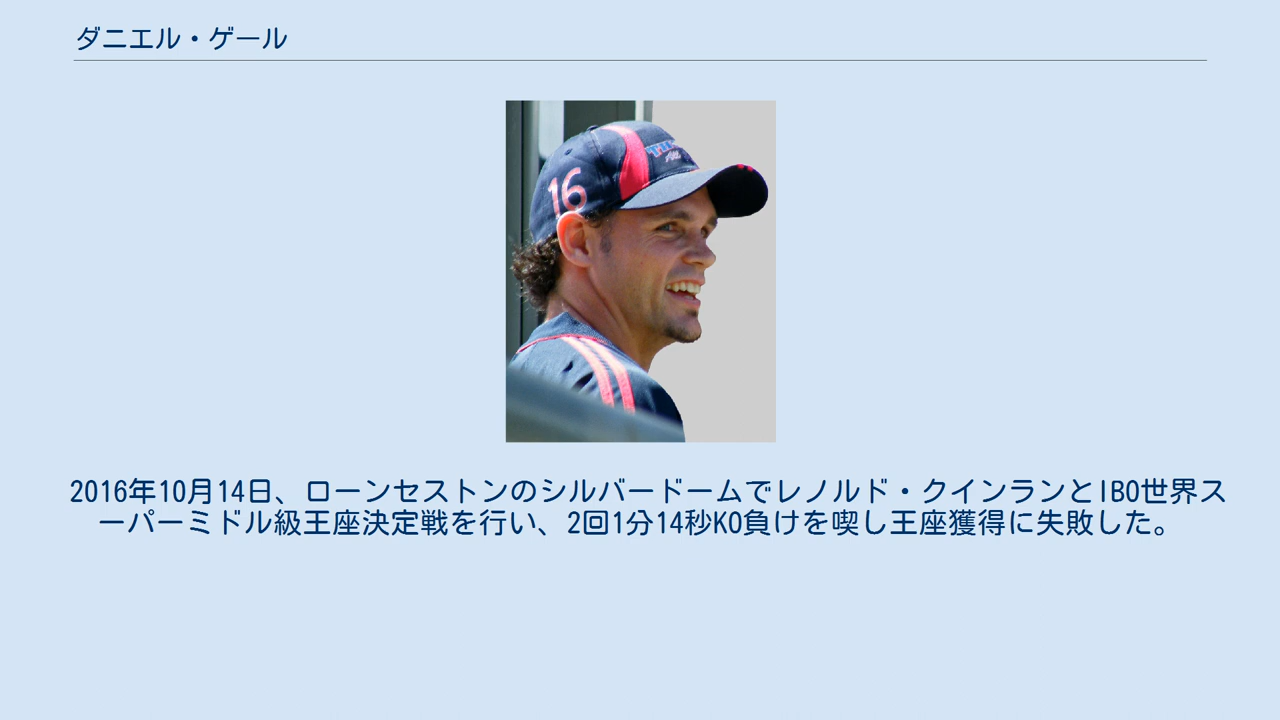 ダニエル・ゲール
16
2016年10月14日、ローンセストンのシルバードームでレノルド・クインランとIBO世界ス
ーパーミドル級王座決定戦を行い、2回1分14秒KO負けを喫し王座獲得に失敗した。